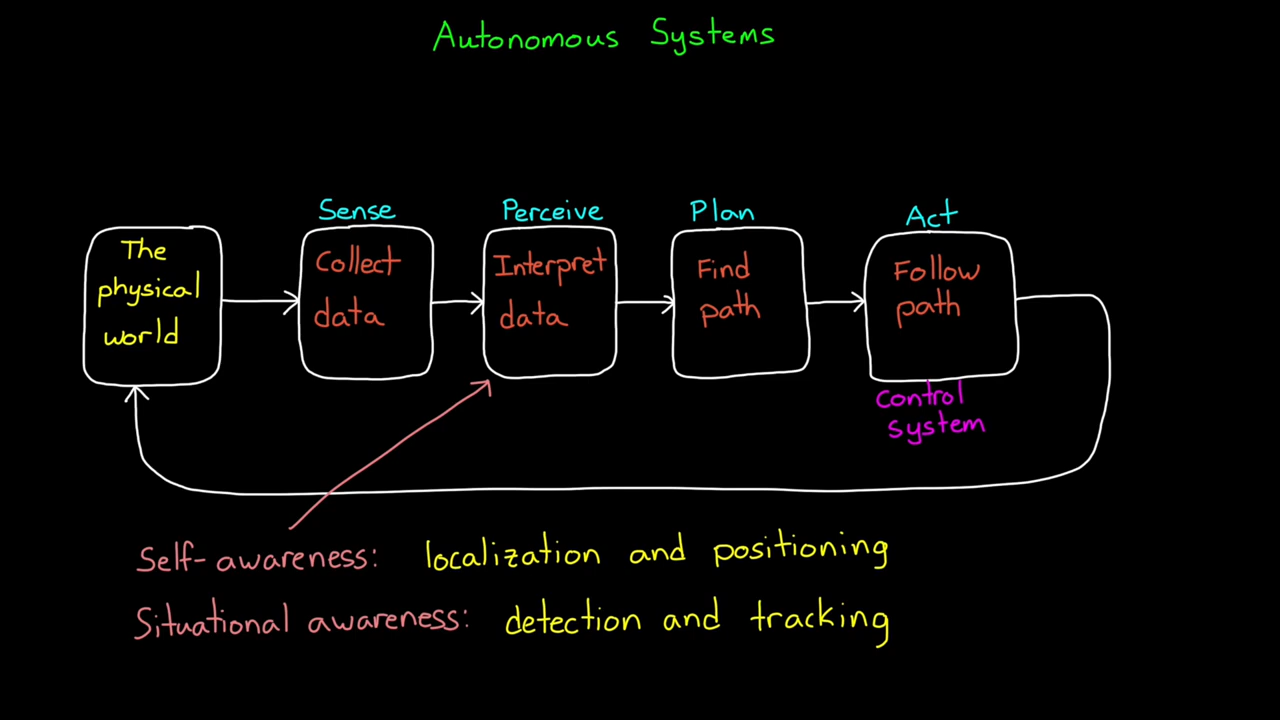 Autonomous Systems
The
physical
world
Sense
Collect
data
Perceive
Interpret
data
Plan
Find
path
Act
Follow
path
Control
system
Self-awareness: localization and positioning
Situational awareness: detection and tracking